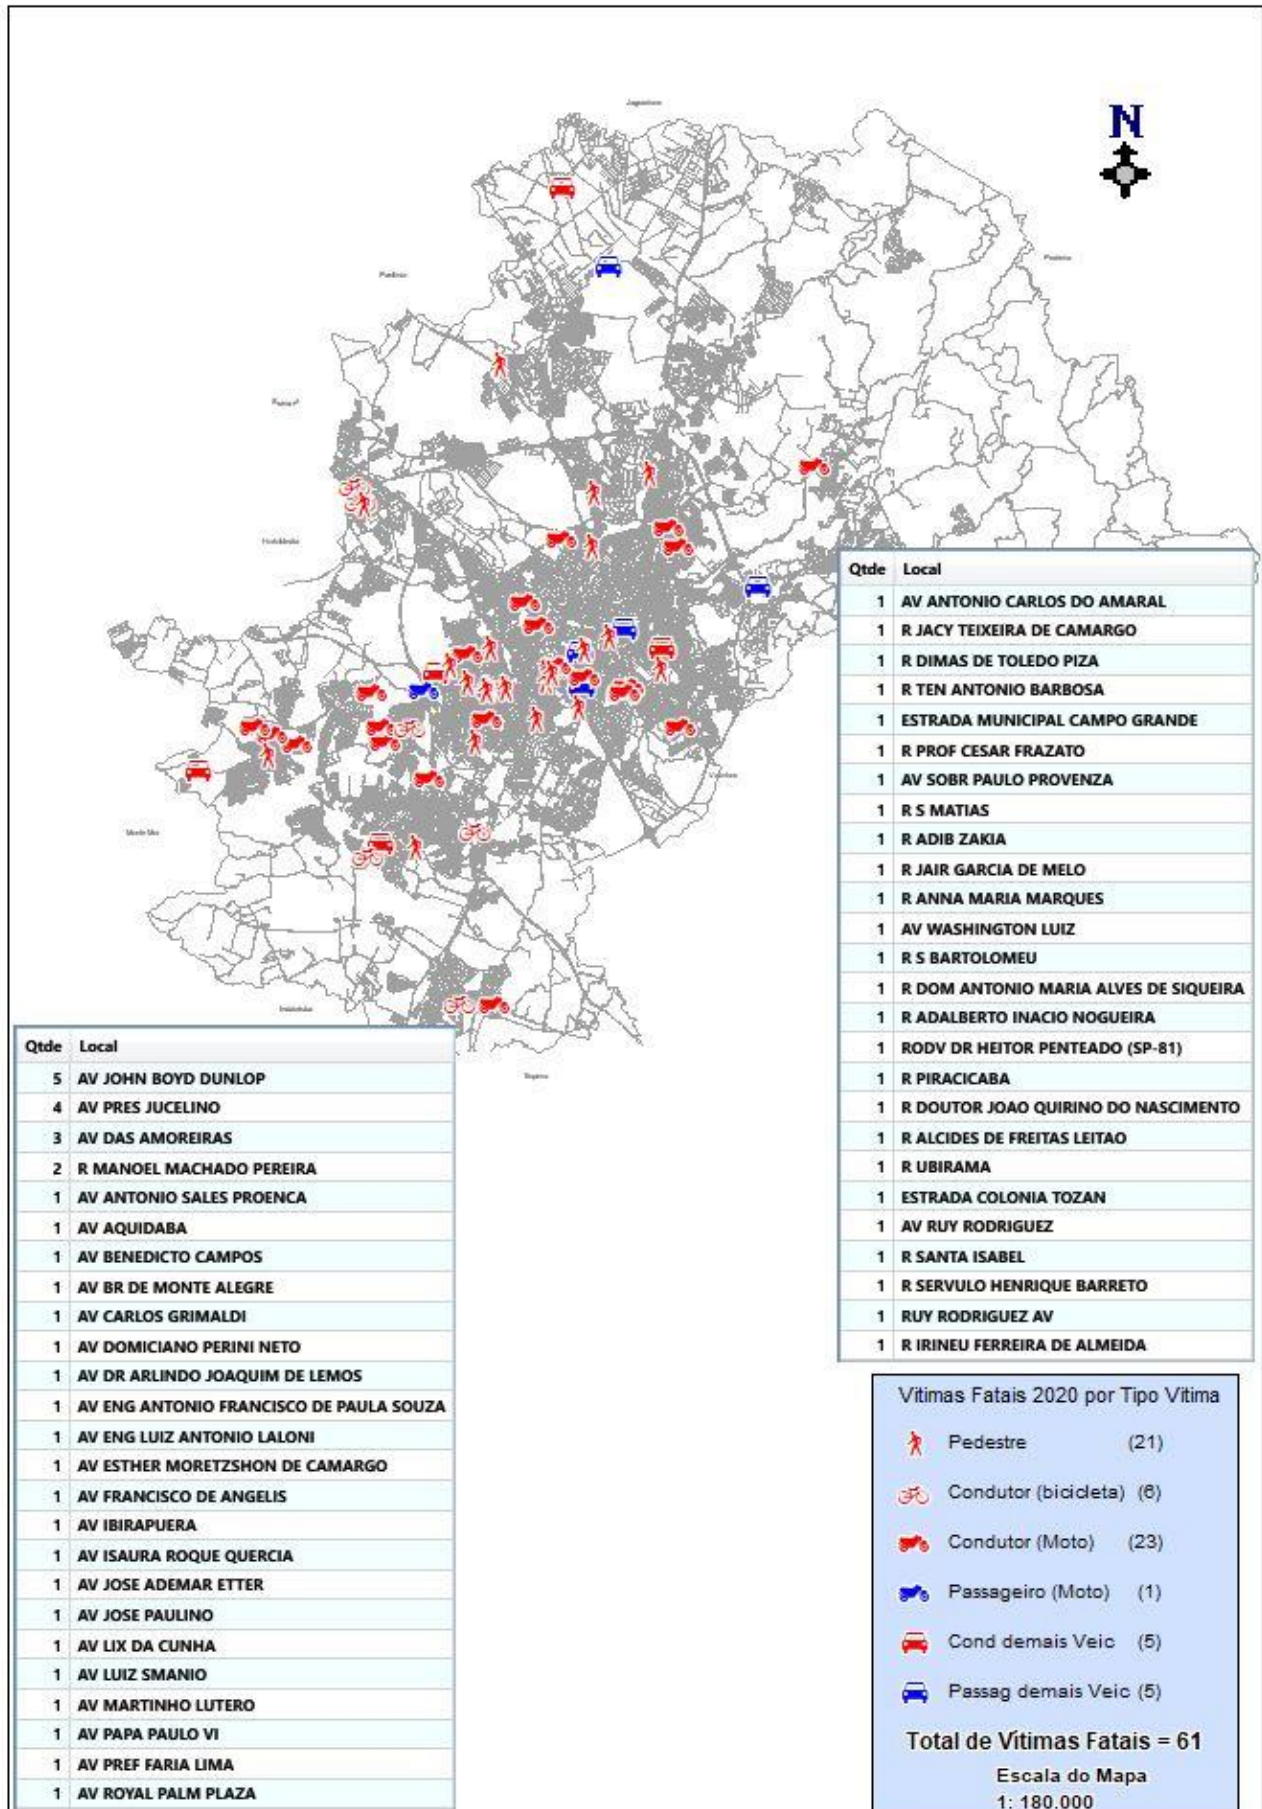 Jaguariúna
N
Paulínia
Pedreira
Hortolândia
Valinhos
Monte Mor
Indaiatuba
Itupeva
Qtde Local
1 AV ANTONIO CARLOS DO AMARAL
1 R JACY TEIXEIRA DE CAMARGO
1 R DIMAS DE TOLEDO PIZA
1 R TEN ANTONIO BARBOSA
1 ESTRADA MUNICIPAL CAMPO GRANDE
1 R PROF CESAR FRAZATO
1 AV SOBR PAULO PROVENZA
1 R S MATIAS
1 R ADIB ZAKIA
1 R JAIR GARCIA DE MELO
1 R ANNA MARIA MARQUES
1 AV WASHINGTON LUIZ
1 R S BARTOLOMEU
1 R DOM ANTONIO MARIA ALVES DE SIQUEIRA
1 R ADALBERTO INACIO NOGUEIRA
1 RODV DR HEITOR PENTEADO (SP-81)
1 R PIRACICABA
1 R DOUTOR JOAO QUIRINO DO NASCIMENTO
1 R ALCIDES DE FREITAS LEITAO
1 R UBIRAMA
1 ESTRADA COLONIA TOZAN
1 AV RUY RODRIGUEZ
1 R SANTA ISABEL
1 R SERVULO HENRIQUE BARRETO
1 RUY RODRIGUEZ AV
1 R IRINEU FERREIRA DE ALMEIDA
Qtde Local
5 AV JOHN BOYD DUNLOP
4 AV PRES JUCELINO
3 AV DAS AMOREIRAS
2 R MANOEL MACHADO PEREIRA
1 AV ANTONIO SALES PROENCA
1 AV AQUIDABA
1 AV BENEDICTO CAMPOS
1 AV BR DE MONTE ALEGRE
1 AV CARLOS GRIMALDI
1 AV DOMICIANO PERINI NETO
1 AV DR ARLINDO JOAQUIM DE LEMOS
1 AV ENG ANTONIO FRANCISCO DE PAULA SOUZA
1 AV ENG LUIZ ANTONIO LALONI
1 AV ESTHER MORETZSHON DE CAMARGO
1 AV FRANCISCO DE ANGELIS
1 AV IBIRAPUERA
1 AV ISAURA ROQUE QUERCIA
1 AV JOSE ADEMAR ETTER
1 AV JOSE PAULINO
1 AV LIX DA CUNHA
1 AV LUIZ SMANIO
1 AV MARTINHO LUTERO
1 AV PAPA PAULO VI
1 AV PREF FARIA LIMA
1 AV ROYAL PALM PLAZA
Vítimas Fatais 2020 por Tipo Vítima
Pedestre (21)
Condutor (bicicleta) (6)
Condutor (Moto) (23)
Passageiro (Moto) (1)
Cond demais Veic (5)
Passag demais Veic (5)
Total de Vítimas Fatais = 61
Escala do Mapa
1: 180.000